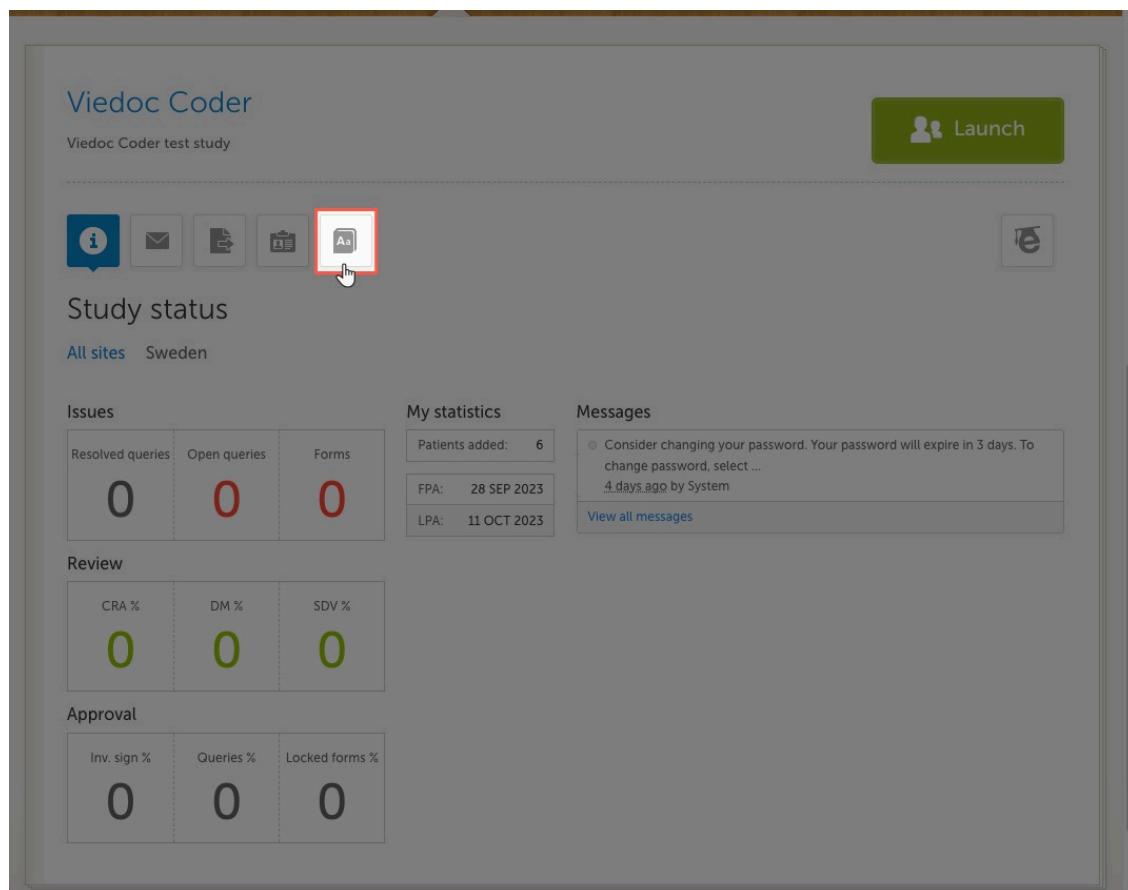 Viedoc Coder
Viedoc Coder test study
Launch
Aa
e
Study status
All sites Sweden
Issues
Resolved queries Open queries Forms
0 0 0
My statistics
Patients added: 6
FPA: 28 SEP 2023
LPA: 11 OCT 2023
Messages
Consider changing your password. Your password will expire in 3 days. To
change password, select ...
4 days ago by System
View all messages
Review
CRA % DM % SDV %
0 0 0
Approval
Inv. sign % Queries % Locked forms %
0 0 0